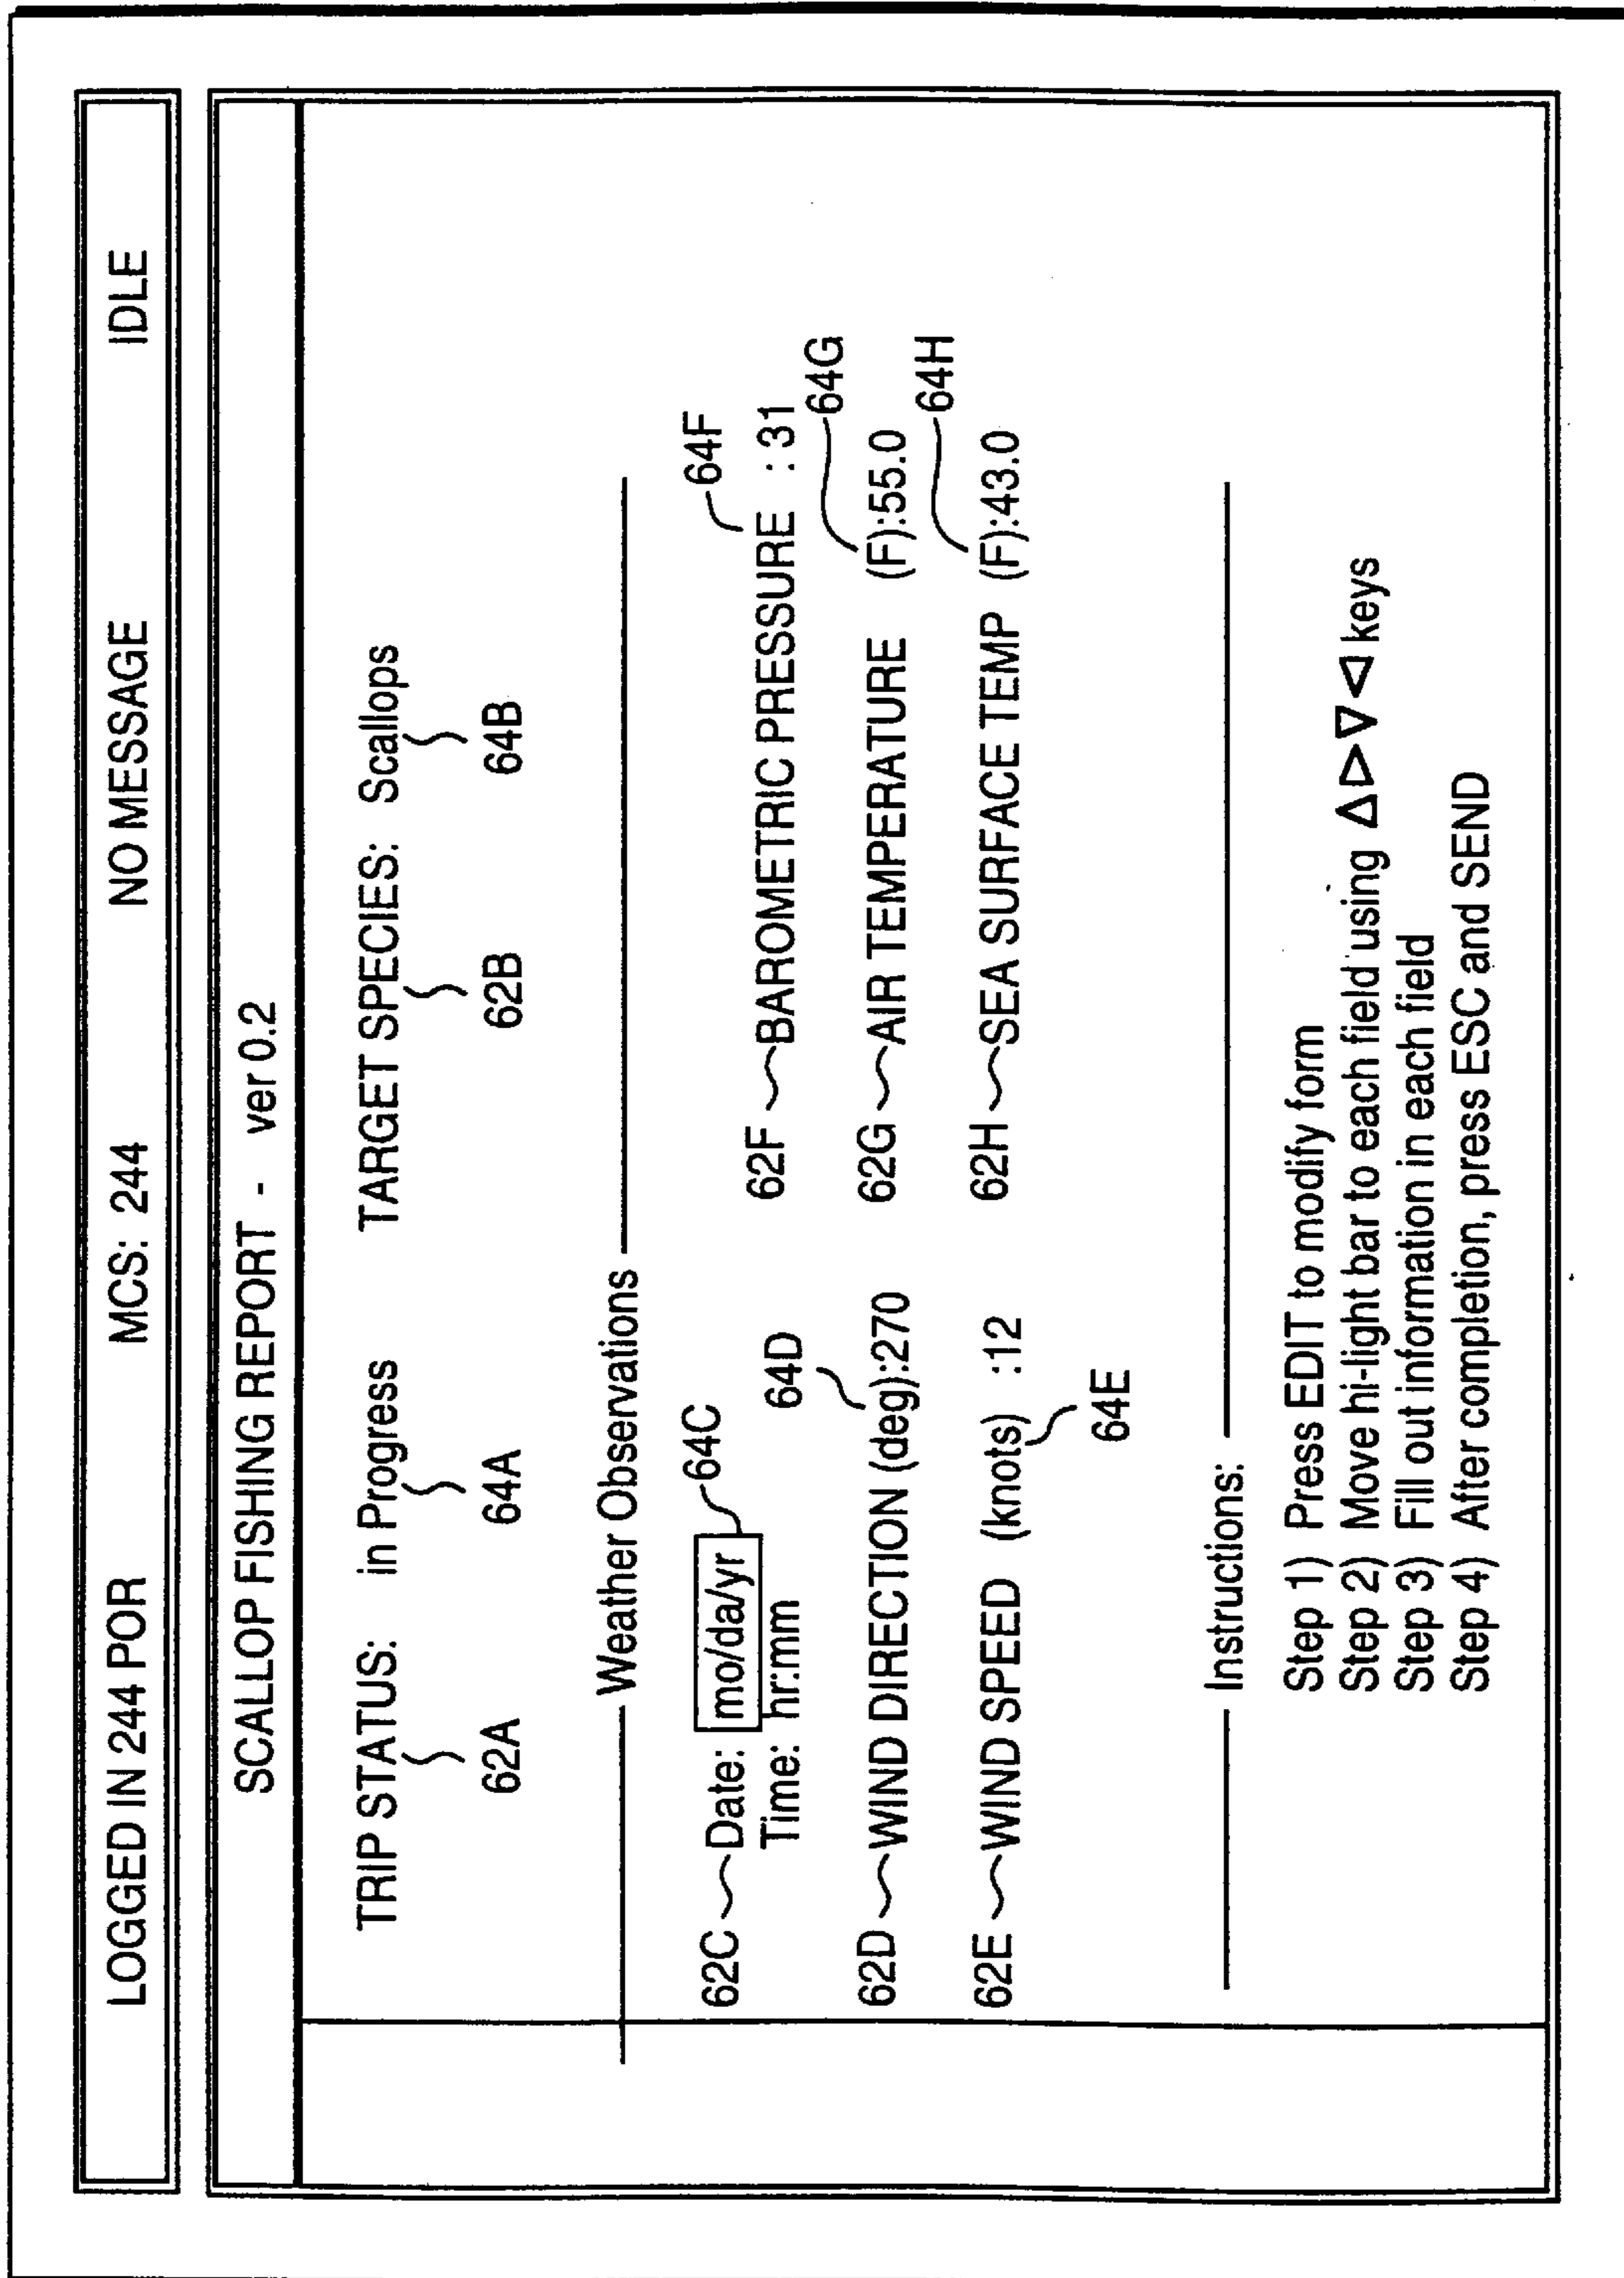 LOGGED IN 244 POR MCS: 244 NO MESSAGE IDLE
SCALLOP FISHING REPORT - ver 0.2
TRIP STATUS: in Progress TARGET SPECIES: Scallops
62A 64A 62B 64B
Weather Observations
64C 64F
62C Date: mo/da/yr 62F BAROMETRIC PRESSURE : 31
Time: hr:mm 64D 64G
62D WIND DIRECTION (deg):270 62G AIR TEMPERATURE (F):55.0
64H
62E WIND SPEED (knots) :12 62H SEA SURFACE TEMP (F):43.0
64E
Instructions:
Step 1) Press EDIT to modify form
Step 2) Move hi-light bar to each field using △▷▽◁ keys
Step 3) Fill out information in each field
Step 4) After completion, press ESC and SEND